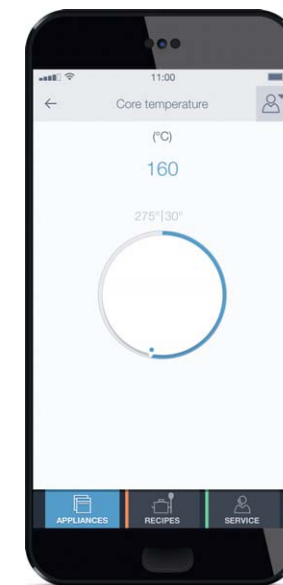 11:00
Core temperature
(°C)
160
275°|30°
APPLIANCES
RECIPES
SERVICE